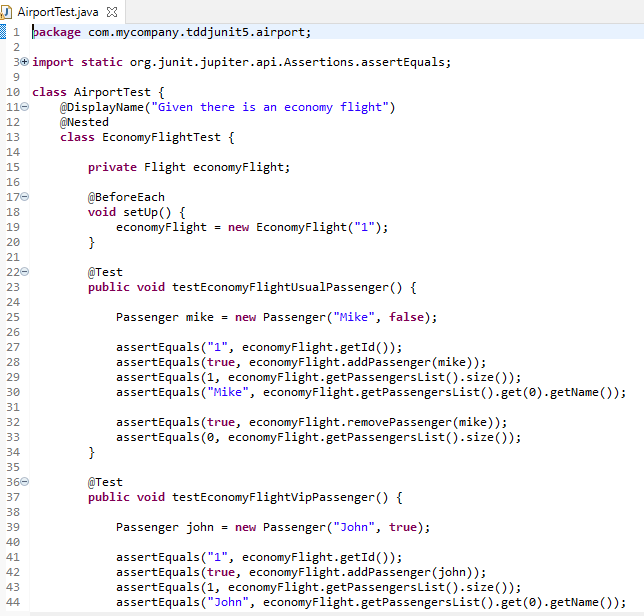 AirportTest.java
1 package com.mycompany.tddjunit5.airport;
2
3 import static org.junit.jupiter.api.Assertions.assertEquals;
9
10 class AirportTest {
11 @DisplayName("Given there is an economy flight")
12 @Nested
13 class EconomyFlightTest {
14
15 private Flight economyFlight;
16
17 @BeforeEach
18 void setUp() {
19 economyFlight = new EconomyFlight("1");
20 }
21
22 @Test
23 public void testEconomyFlightUsualPassenger() {
24
25 Passenger mike = new Passenger("Mike", false);
26
27 assertEquals("1", economyFlight.getId());
28 assertEquals(true, economyFlight.addPassenger(mike));
29 assertEquals(1, economyFlight.getPassengersList().size());
30 assertEquals("Mike", economyFlight.getPassengersList().get(0).getName());
31
32 assertEquals(true, economyFlight.removePassenger(mike));
33 assertEquals(0, economyFlight.getPassengersList().size());
34 }
35
36 @Test
37 public void testEconomyFlightVipPassenger() {
38
39 Passenger john = new Passenger("John", true);
40
41 assertEquals("1", economyFlight.getId());
42 assertEquals(true, economyFlight.addPassenger(john));
43 assertEquals(1, economyFlight.getPassengersList().size());
44 assertEquals("John", economyFlight.getPassengersList().get(0).getName());